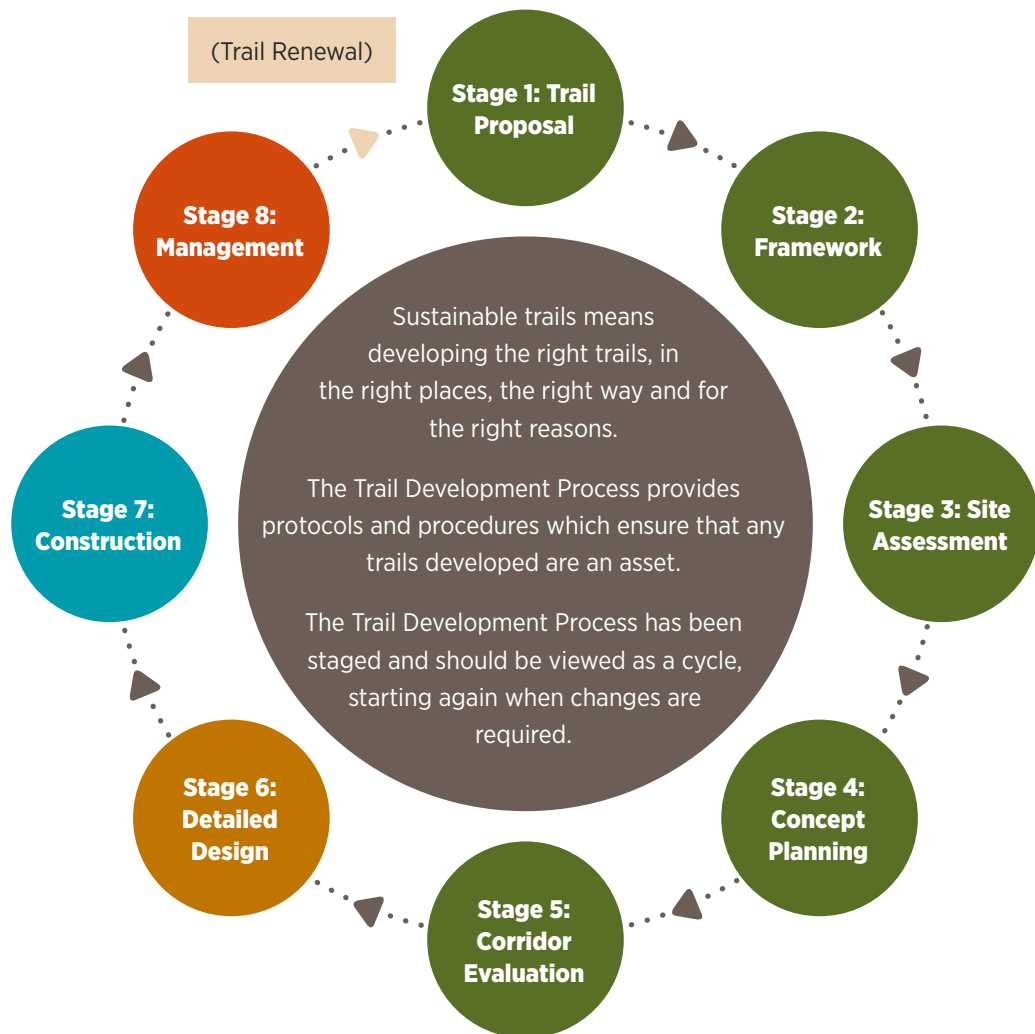 (Trail Renewal)
Stage 1: Trail
Proposal
Stage 2:
Framework
Stage 3: Site
Assessment
Stage 4:
Concept
Planning
Stage 5:
Corridor
Evaluation
Stage 6:
Detailed
Design
Stage 7:
Construction
Stage 8:
Management
Sustainable trails means
developing the right trails, in
the right places, the right way and for
the right reasons.
The Trail Development Process provides
protocols and procedures which ensure that any
trails developed are an asset.
The Trail Development Process has been
staged and should be viewed as a cycle,
starting again when changes are
required.